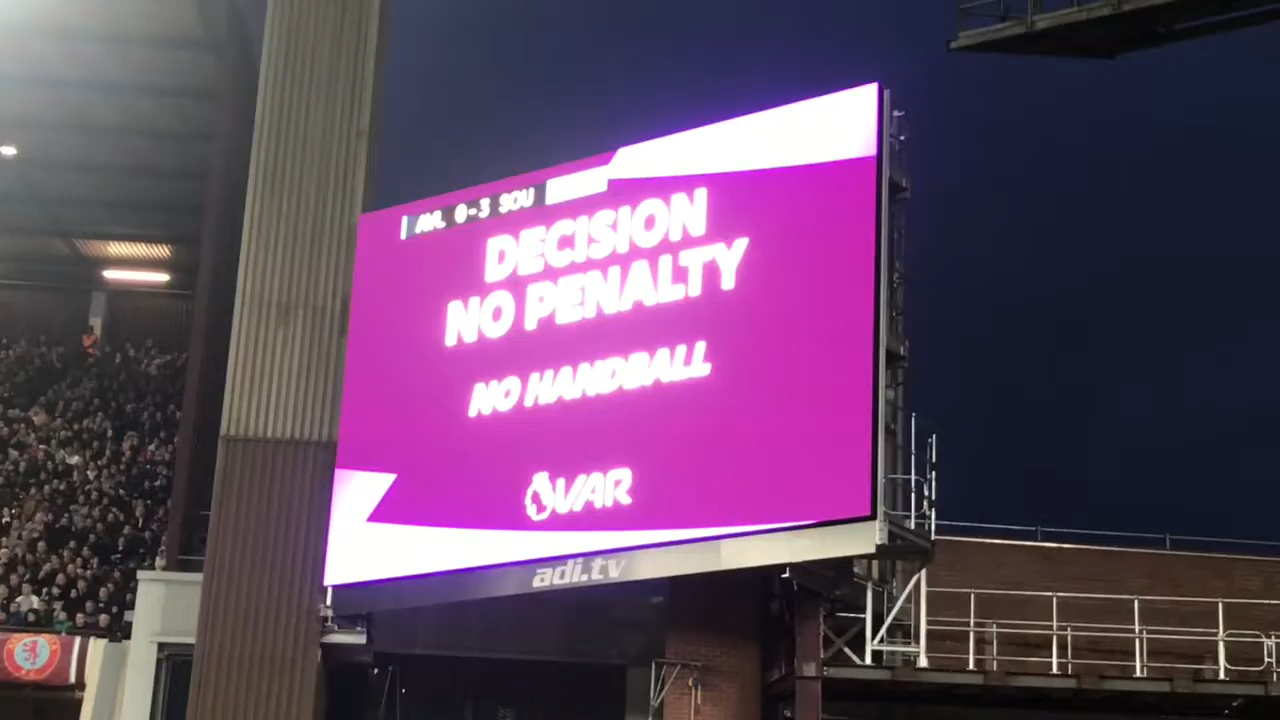 AVL 0-3 SOU
DECISION
NO PENALTY
NO HANDBALL
VAR
adi.tv